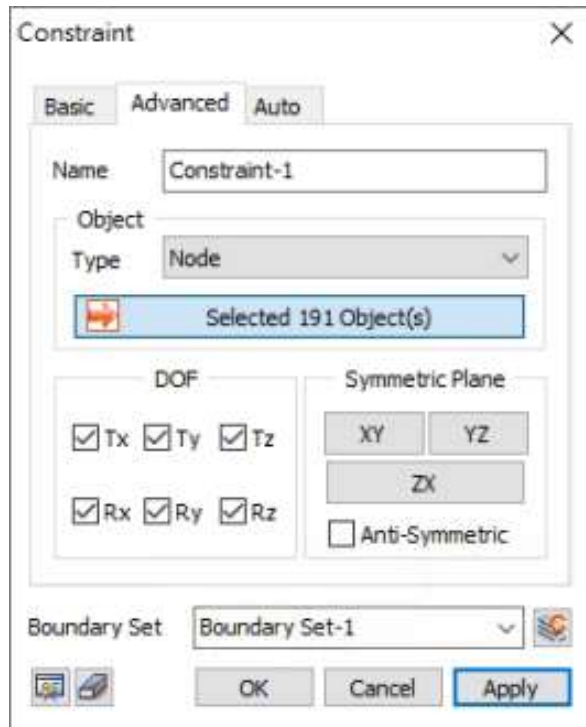 Constraint
Basic Advanced Auto
Name Constraint-1
Object
Type Node
Selected 191 Object(s)
DOF Symmetric Plane
Tx Ty Tz XY YZ
ZX
Rx Ry Rz Anti-Symmetric
Boundary Set Boundary Set-1
OK Cancel Apply